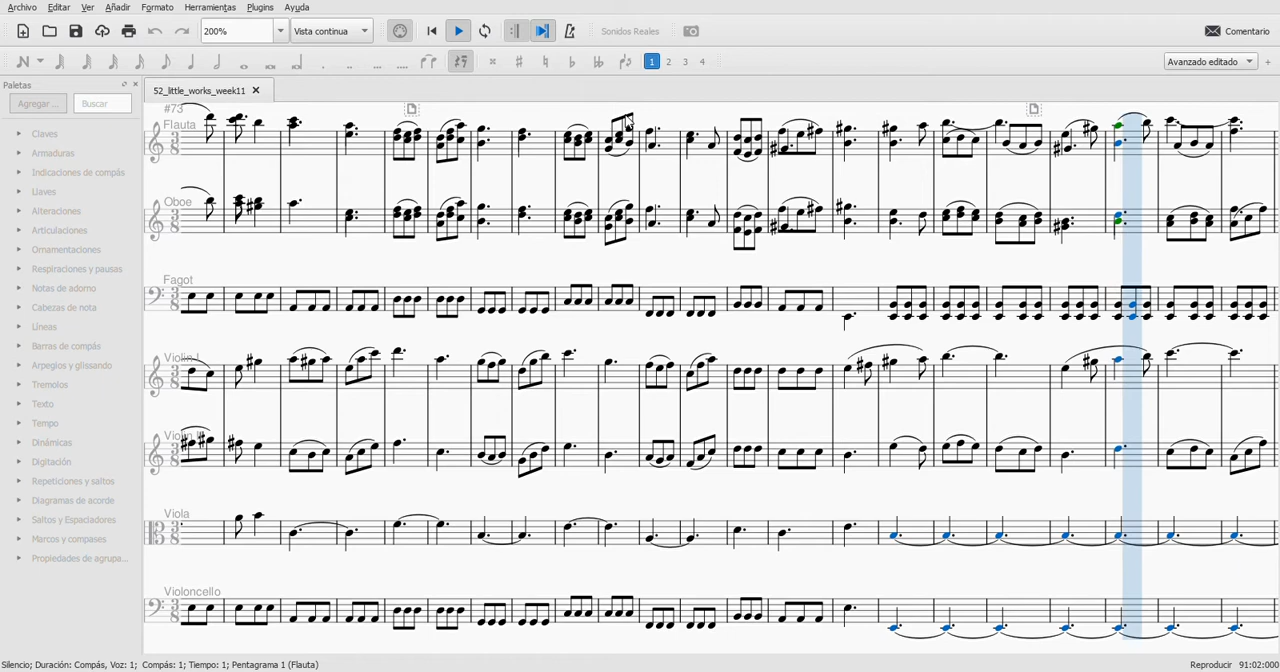 Archivo Editar Ver Añadir Formato Herramientas Plugins Ayuda
200% Vista continua Sonidos Reales Comentario
1 2 3 4 Avanzado editado +
Paletas 52_little_works_week11
Agregar ... Buscar
#73
Flauta
Claves
Armaduras
Indicaciones de compás
Llaves
Oboe
Alteraciones
Articulaciones
Ornamentaciones
Respiraciones y pausas
Fagot
Notas de adorno
Cabezas de nota
Líneas
Barras de compás
Violin I
Arpegios y glissando
Tremolos
Texto
Tempo
Dinámicas
Digitación
Repeticiones y saltos
Diagramas de acorde
Viola
Saltos y Espaciadores
Marcos y compases
Propiedades de agrupa...
Violoncello
Silencio; Duración: Compás, Voz: 1; Compás: 1; Tiempo: 1; Pentagrama 1 (Flauta) Reproducir 91:02:000